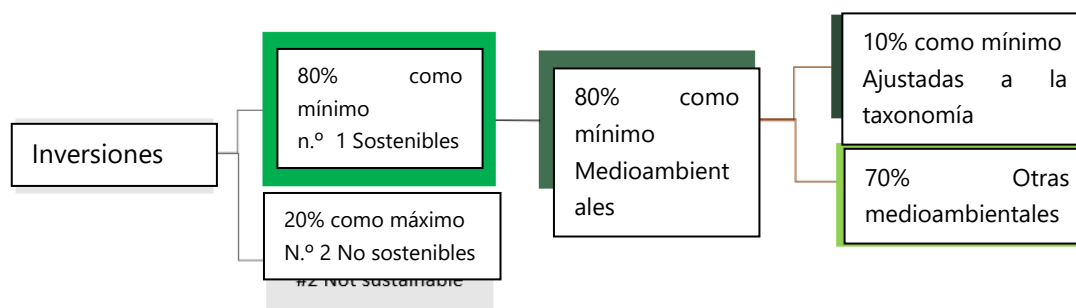 Inversiones
80% como
mínimo
n.º 1 Sostenibles
20% como máximo
N.º 2 No sostenibles
#2 Not sustainable
80% como
mínimo
Medioambient
ales
10% como mínimo
Ajustadas a la
taxonomía
70% Otras
medioambientales